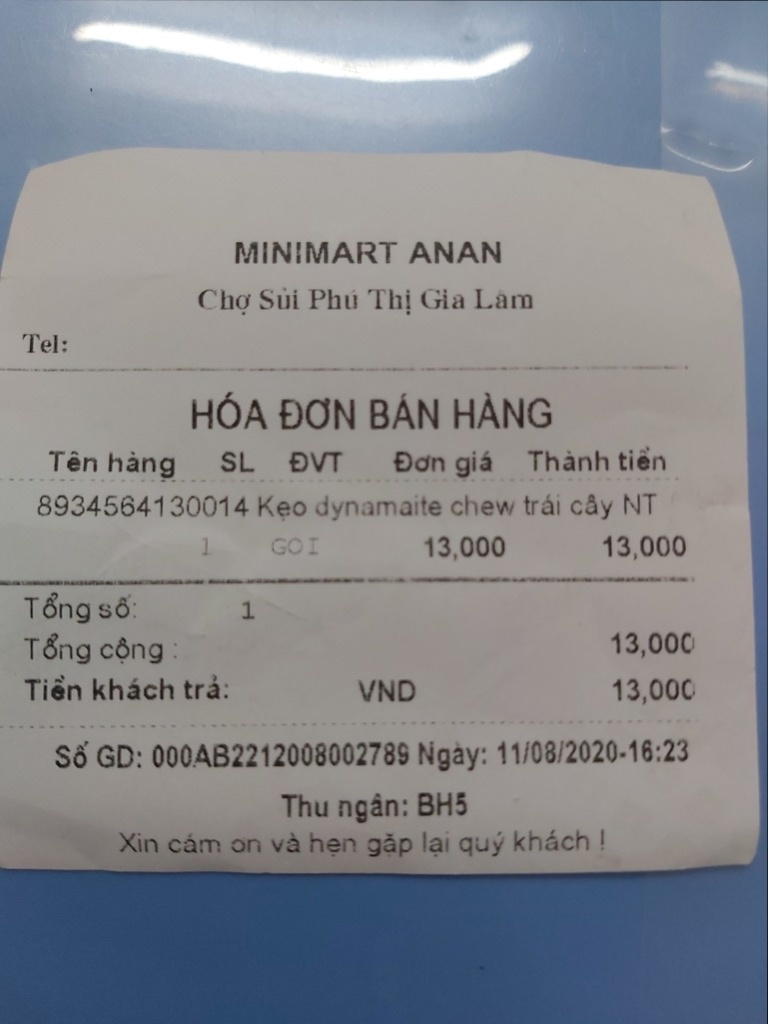 MINIMART ANAN
Chợ Sủi Phú Thị Gia Lâm
Tel:
HÓA ĐƠN BÁN HÀNG
Tên hàng SL ĐVT Đơn giá Thành tiền
8934564130014 Kẹo dynamaite chew trái cây NT
1 GOI 13,000 13,000
Tổng số: 1
Tổng cộng : 13,000
Tiền khách trả: VND 13,000
Số GD: 000AB2212008002789 Ngày: 11/08/2020-16:23
Thu ngân: BH5
Xin cám on và hẹn gặp lại quý khách !